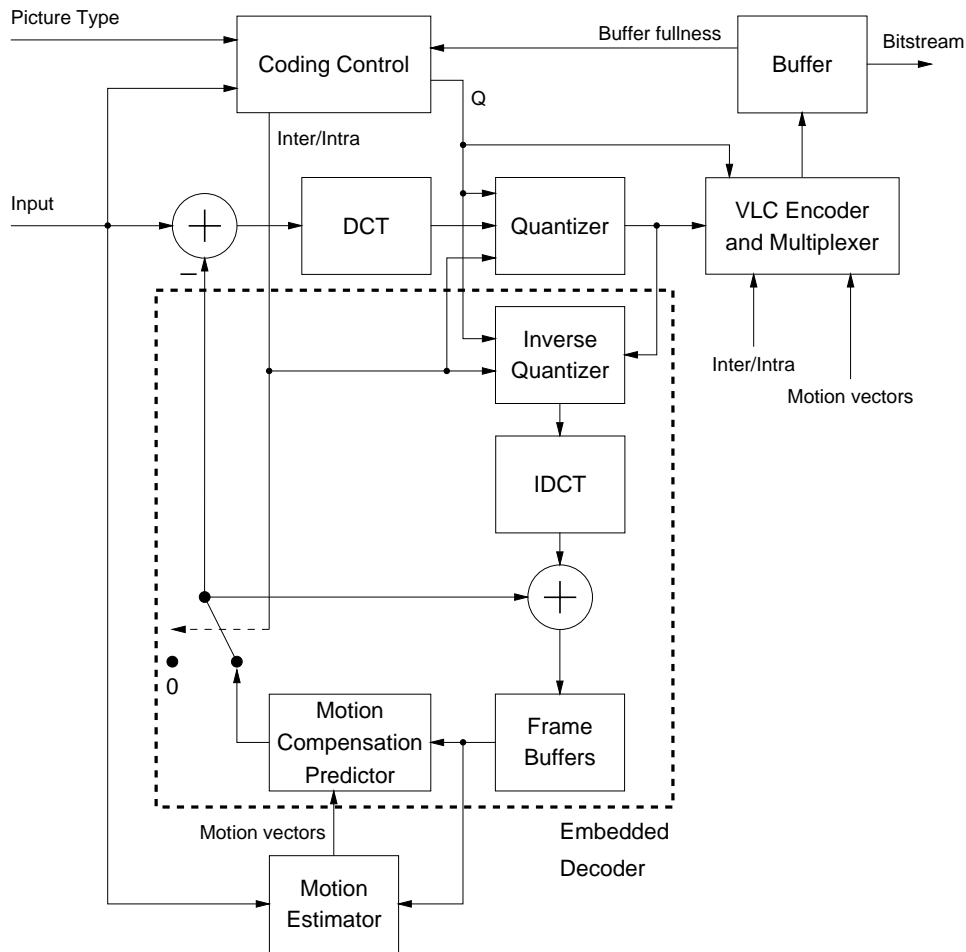 Picture Type
Coding Control
Buffer fullness
Buffer
Bitstream
Q
Inter/Intra
Input
DCT
Quantizer
VLC Encoder
and Multiplexer
Inverse
Quantizer
Inter/Intra
Motion vectors
IDCT
0
Motion
Compensation
Predictor
Frame
Buffers
Motion vectors
Embedded
Decoder
Motion
Estimator